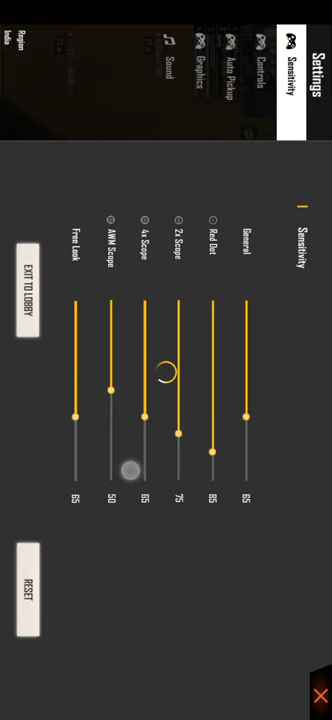 Settings
Sensitivity
Controls
Auto Pickup
Graphics
Sound
Region
India
Sensitivity
General 65
Red Dot 85
2x Scope 75
4x Scope 65
AWM Scope 50
Free Look 65
EXIT TO LOBBY
RESET